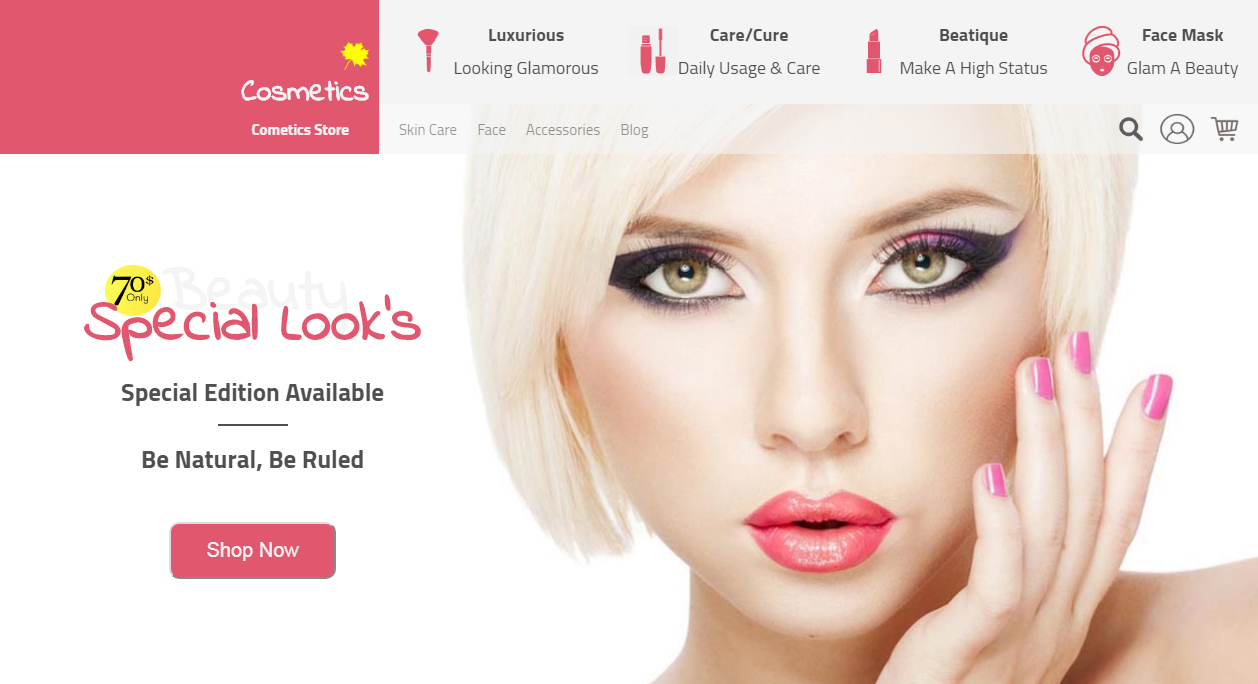 Cosmetics
Cometics Store
Luxurious
Looking Glamorous
Care/Cure
Daily Usage & Care
Beatique
Make A High Status
Face Mask
Glam A Beauty
Skin Care
Face
Accessories
Blog
70$
Only
Beauty
Special Look's
Special Edition Available
Be Natural, Be Ruled
Shop Now